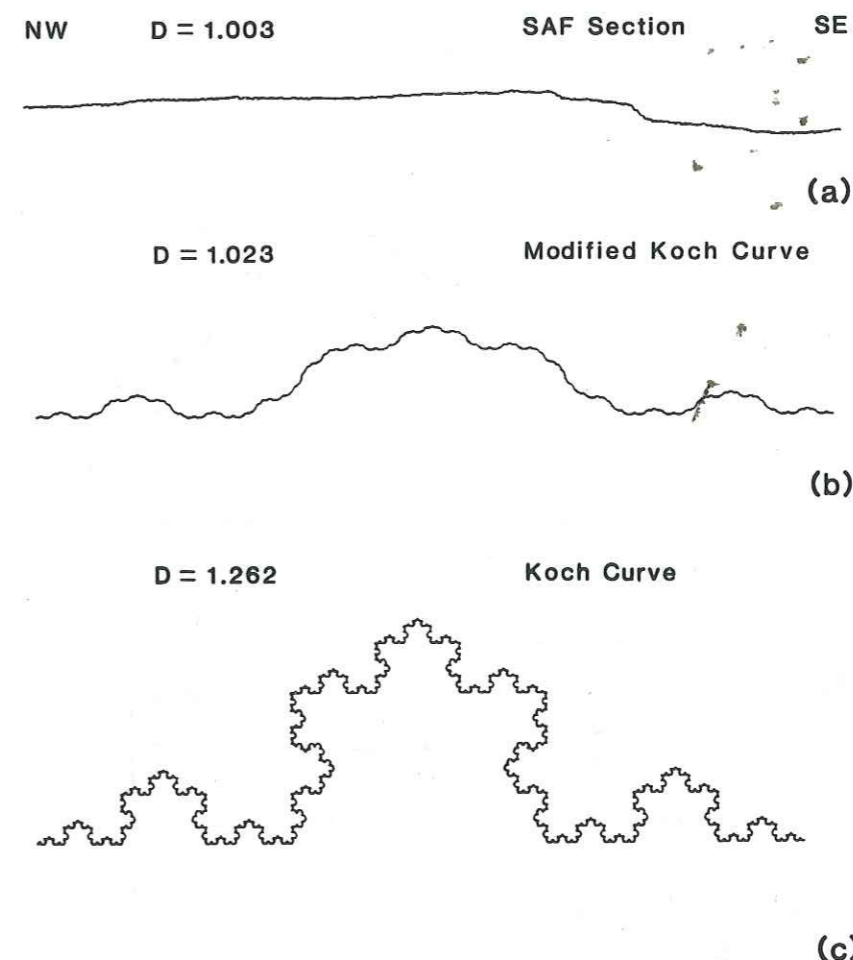 NW D = 1.003 SAF Section SE
(a)
D = 1.023 Modified Koch Curve
(b)
D = 1.262 Koch Curve
(c)